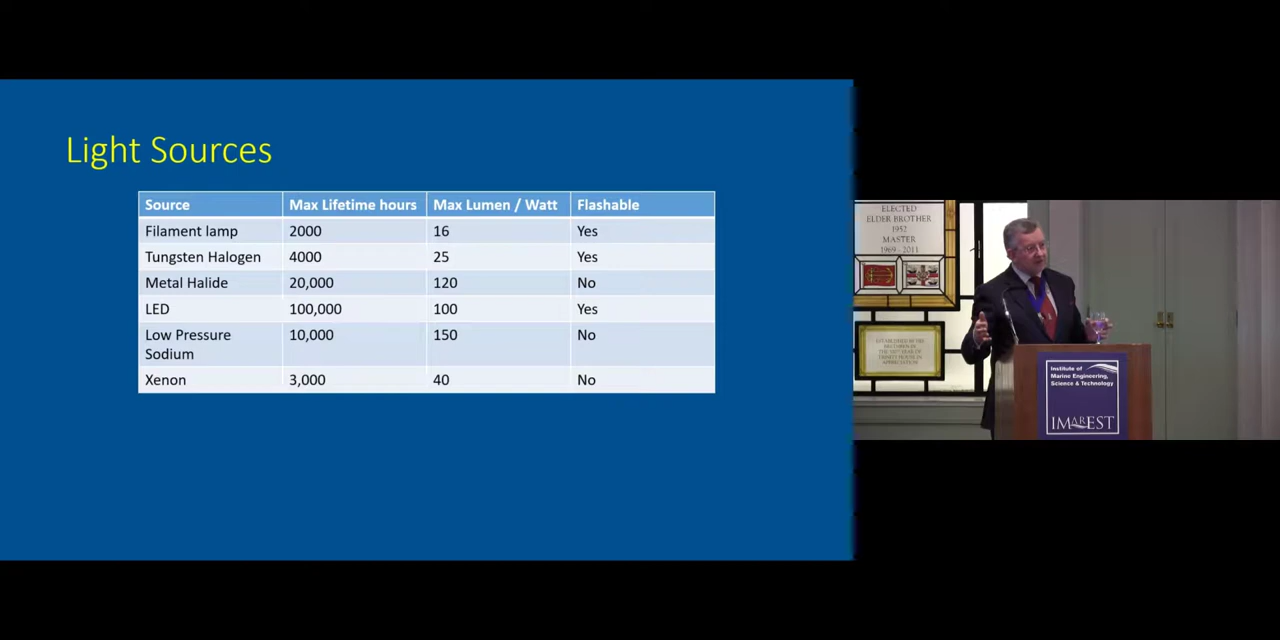 Light Sources
Source Max Lifetime hours Max Lumen / Watt Flashable
Filament lamp 2000 16 Yes
Tungsten Halogen 4000 25 Yes
Metal Halide 20,000 120 No
LED 100,000 100 Yes
Low Pressure Sodium 10,000 150 No
Xenon 3,000 40 No
ELECTED
ELDER BROTHER
1952
MASTER
1969 - 2011
Institute of
Marine Engineering,
Science & Technology
IMarEST